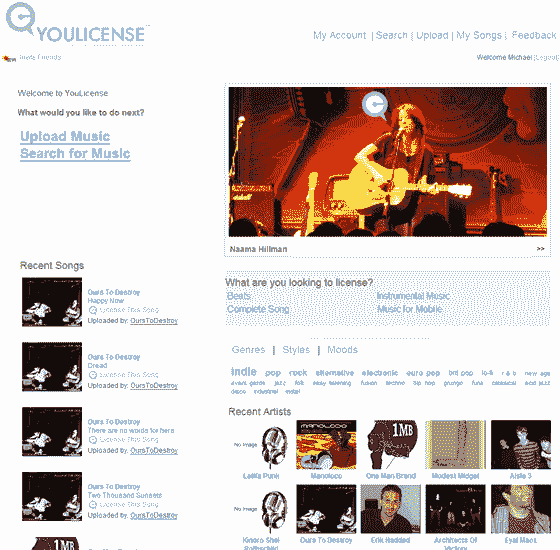 YOULICENSE
My Account | Search | Upload | My Songs | Feedback
Invite Friends
Welcome Michael [Logout]
Welcome to YouLicense
What would you like to do next?
Upload Music
Search for Music
Naama Hillman >>
Recent Songs
Ours To Destroy
Happy Now
License This Song
Uploaded by: OursToDestroy
Ours To Destroy
Dread
License This Song
Uploaded by: OursToDestroy
Ours To Destroy
There are no words for here
License This Song
Uploaded by: OursToDestroy
Ours To Destroy
Two Thousand Sunsets
License This Song
Uploaded by: OursToDestroy
What are you looking to license?
Beats Instrumental Music
Complete Song Music for Mobile
Genres | Styles | Moods
indie pop rock alternative electronic euro pop brit pop lo-fi r & b new age
avant garde jazz folk easy listening fusion techno hip hop grunge funk classical acid jazz
disco industrial metal
Recent Artists
No Image
Latifa Punk Manoloco One Man Brand Modest Midget Aisle 3
1MB
MANOLOCO
No Image
Ours To Destroy Erik Haddad Architects Of Eyal Mans
1MB